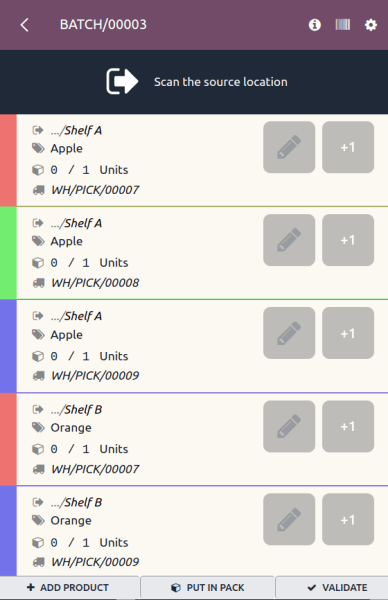 BATCH/00003
Scan the source location
.../Shelf A
Apple
0 / 1 Units
WH/PICK/00007
+1
.../Shelf A
Apple
0 / 1 Units
WH/PICK/00008
+1
.../Shelf A
Apple
0 / 1 Units
WH/PICK/00009
+1
.../Shelf B
Orange
0 / 1 Units
WH/PICK/00007
+1
.../Shelf B
Orange
0 / 1 Units
WH/PICK/00009
+1
ADD PRODUCT
PUT IN PACK
VALIDATE